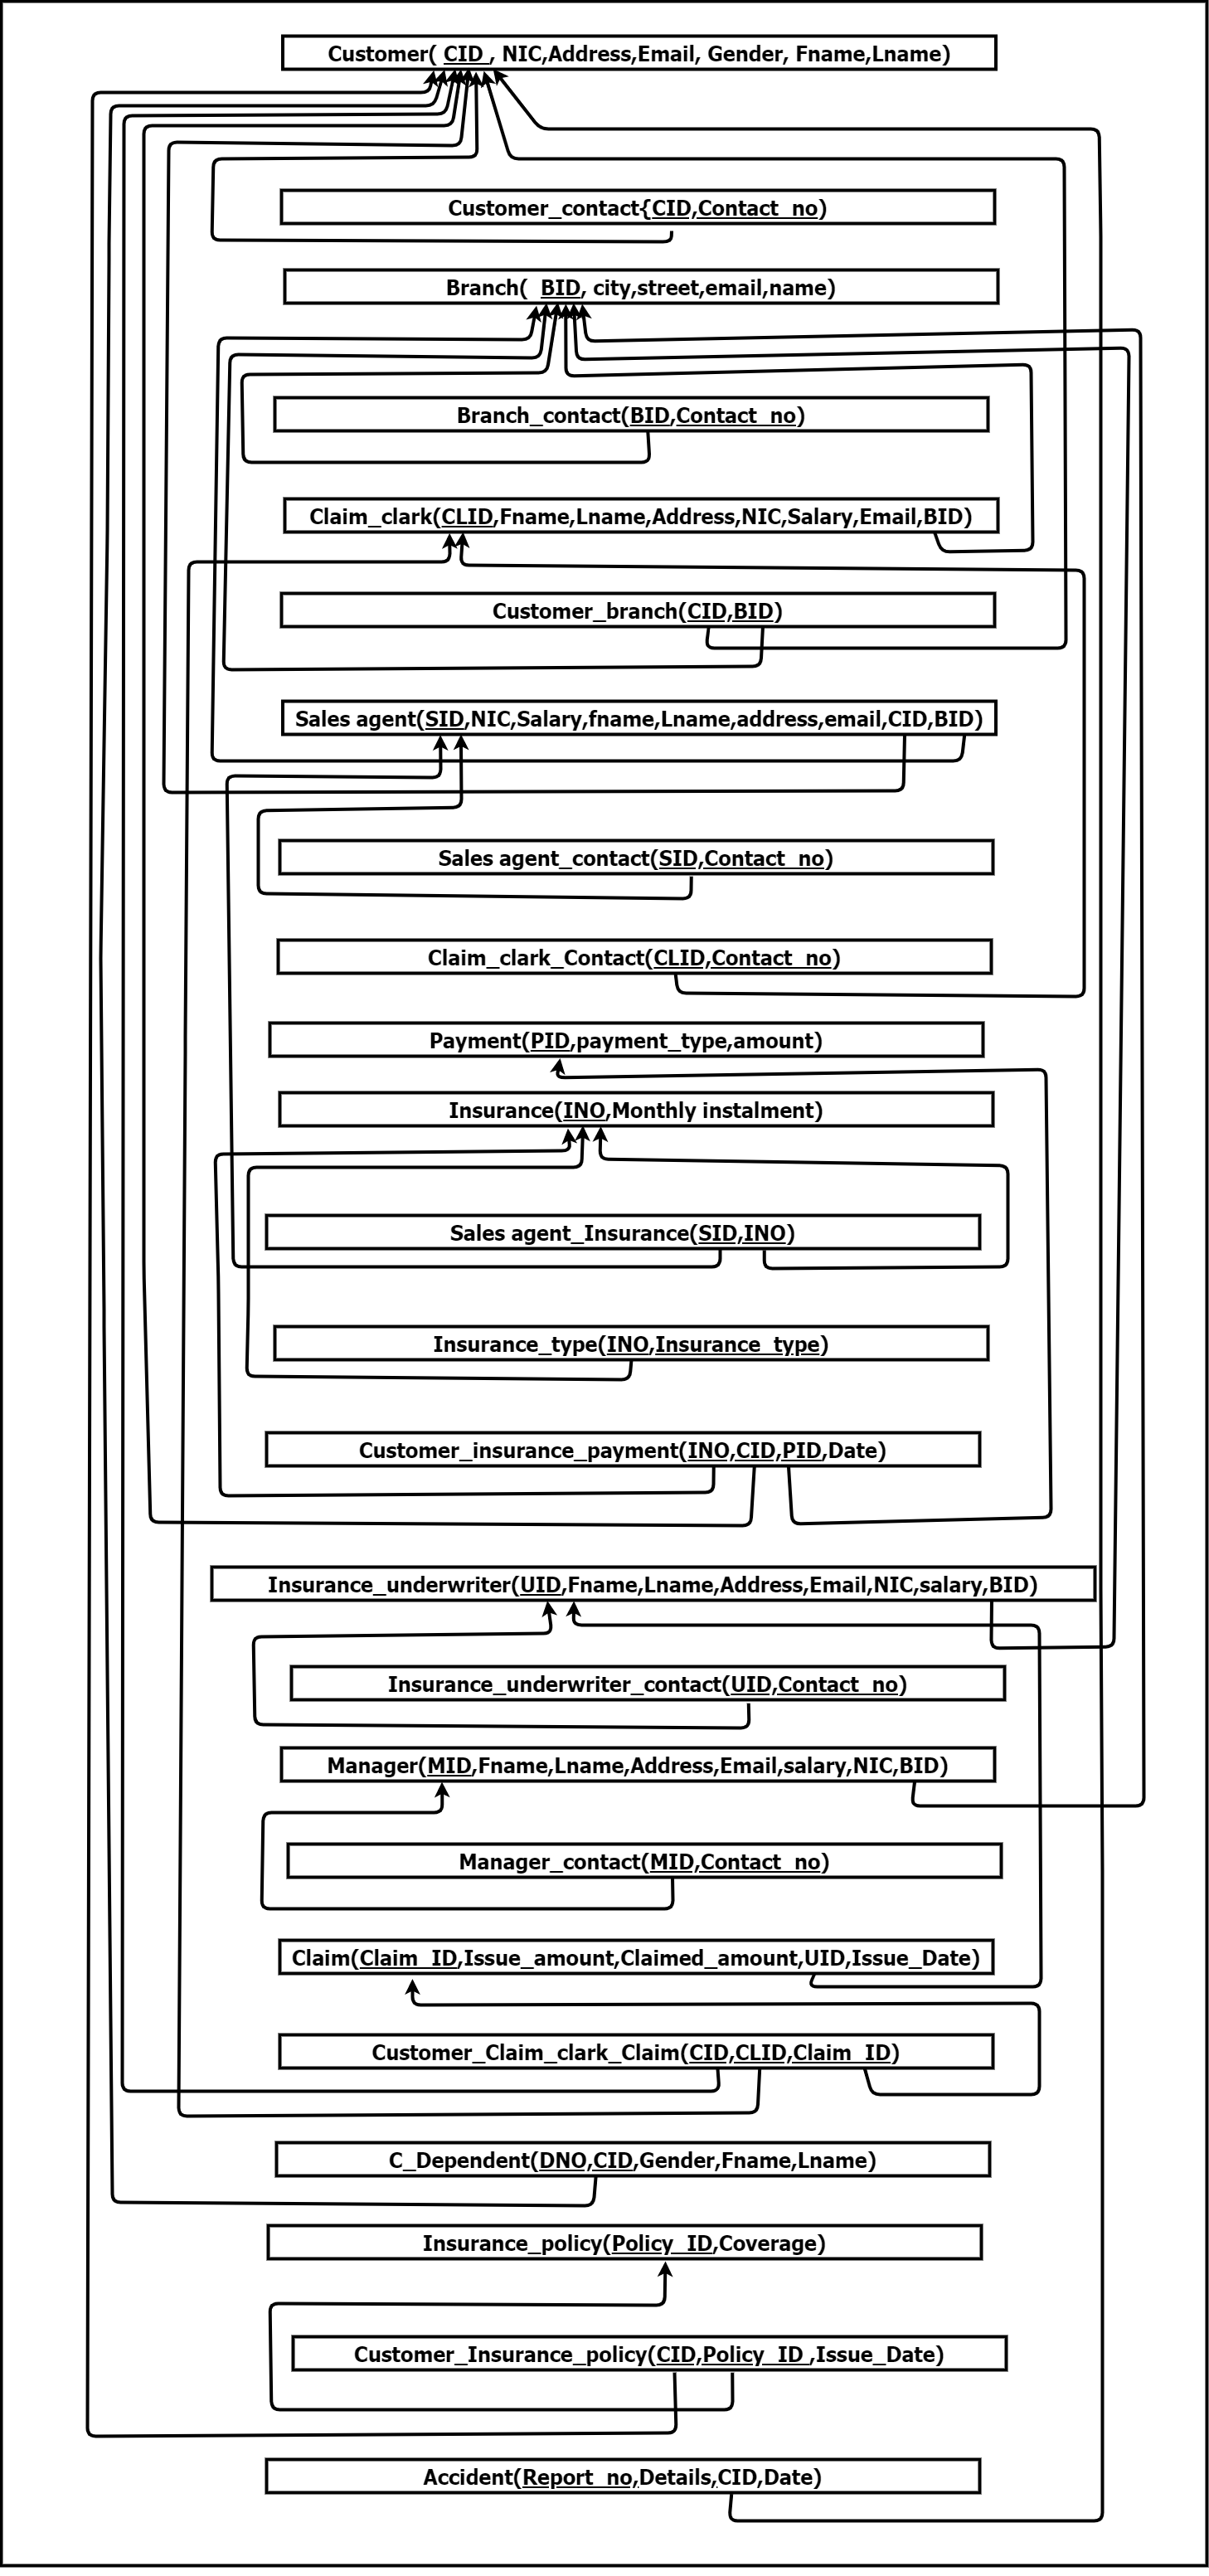 Customer( CID , NIC,Address,Email, Gender, Fname,Lname)
Customer_contact{CID,Contact_no)
Branch( BID, city,street,email,name)
Branch_contact(BID,Contact_no)
Claim_clark(CLID,Fname,Lname,Address,NIC,Salary,Email,BID)
Customer_branch(CID,BID)
Sales agent(SID,NIC,Salary,fname,Lname,address,email,CID,BID)
Sales agent_contact(SID,Contact_no)
Claim_clark_Contact(CLID,Contact_no)
Payment(PID,payment_type,amount)
Insurance(INO,Monthly instalment)
Sales agent_Insurance(SID,INO)
Insurance_type(INO,Insurance_type)
Customer_insurance_payment(INO,CID,PID,Date)
Insurance_underwriter(UID,Fname,Lname,Address,Email,NIC,salary,BID)
Insurance_underwriter_contact(UID,Contact_no)
Manager(MID,Fname,Lname,Address,Email,salary,NIC,BID)
Manager_contact(MID,Contact_no)
Claim(Claim_ID,Issue_amount,Claimed_amount,UID,Issue_Date)
Customer_Claim_clark_Claim(CID,CLID,Claim_ID)
C_Dependent(DNO,CID,Gender,Fname,Lname)
Insurance_policy(Policy_ID,Coverage)
Customer_Insurance_policy(CID,Policy_ID ,Issue_Date)
Accident(Report_no,Details,CID,Date)